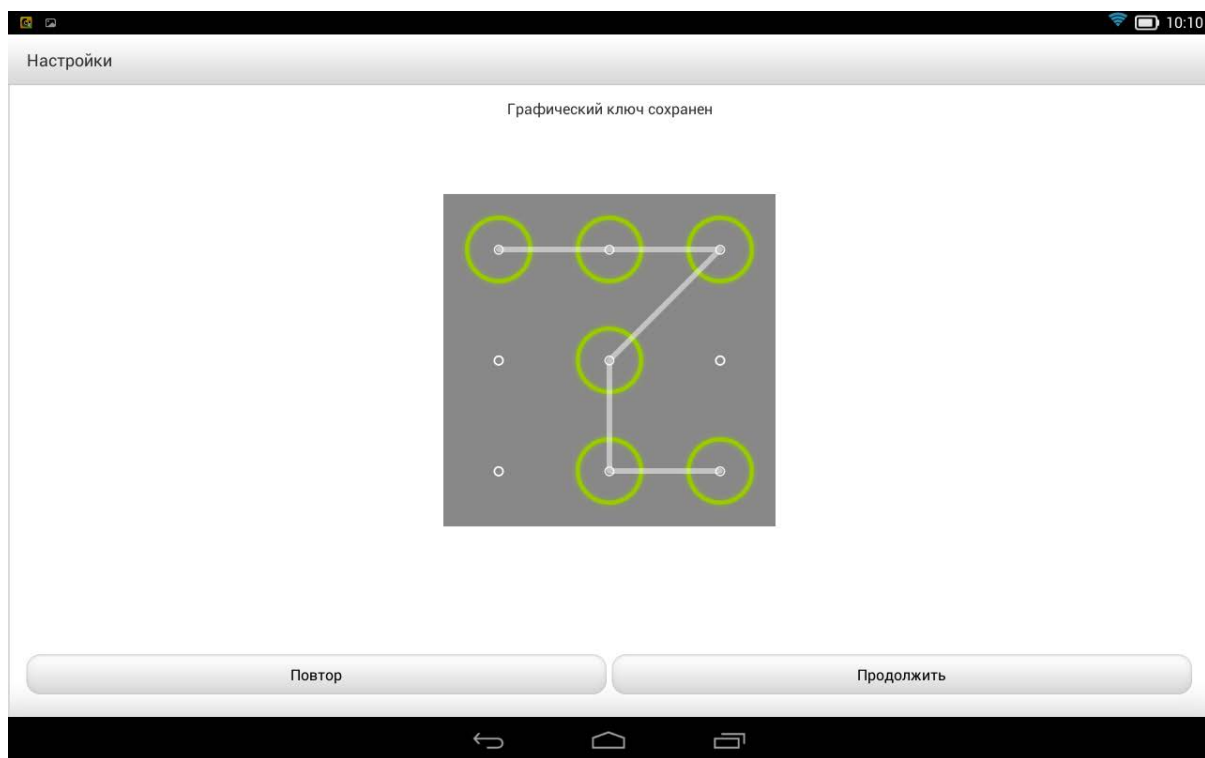 10:10
Настройки
Графический ключ сохранен
Повтор
Продолжить